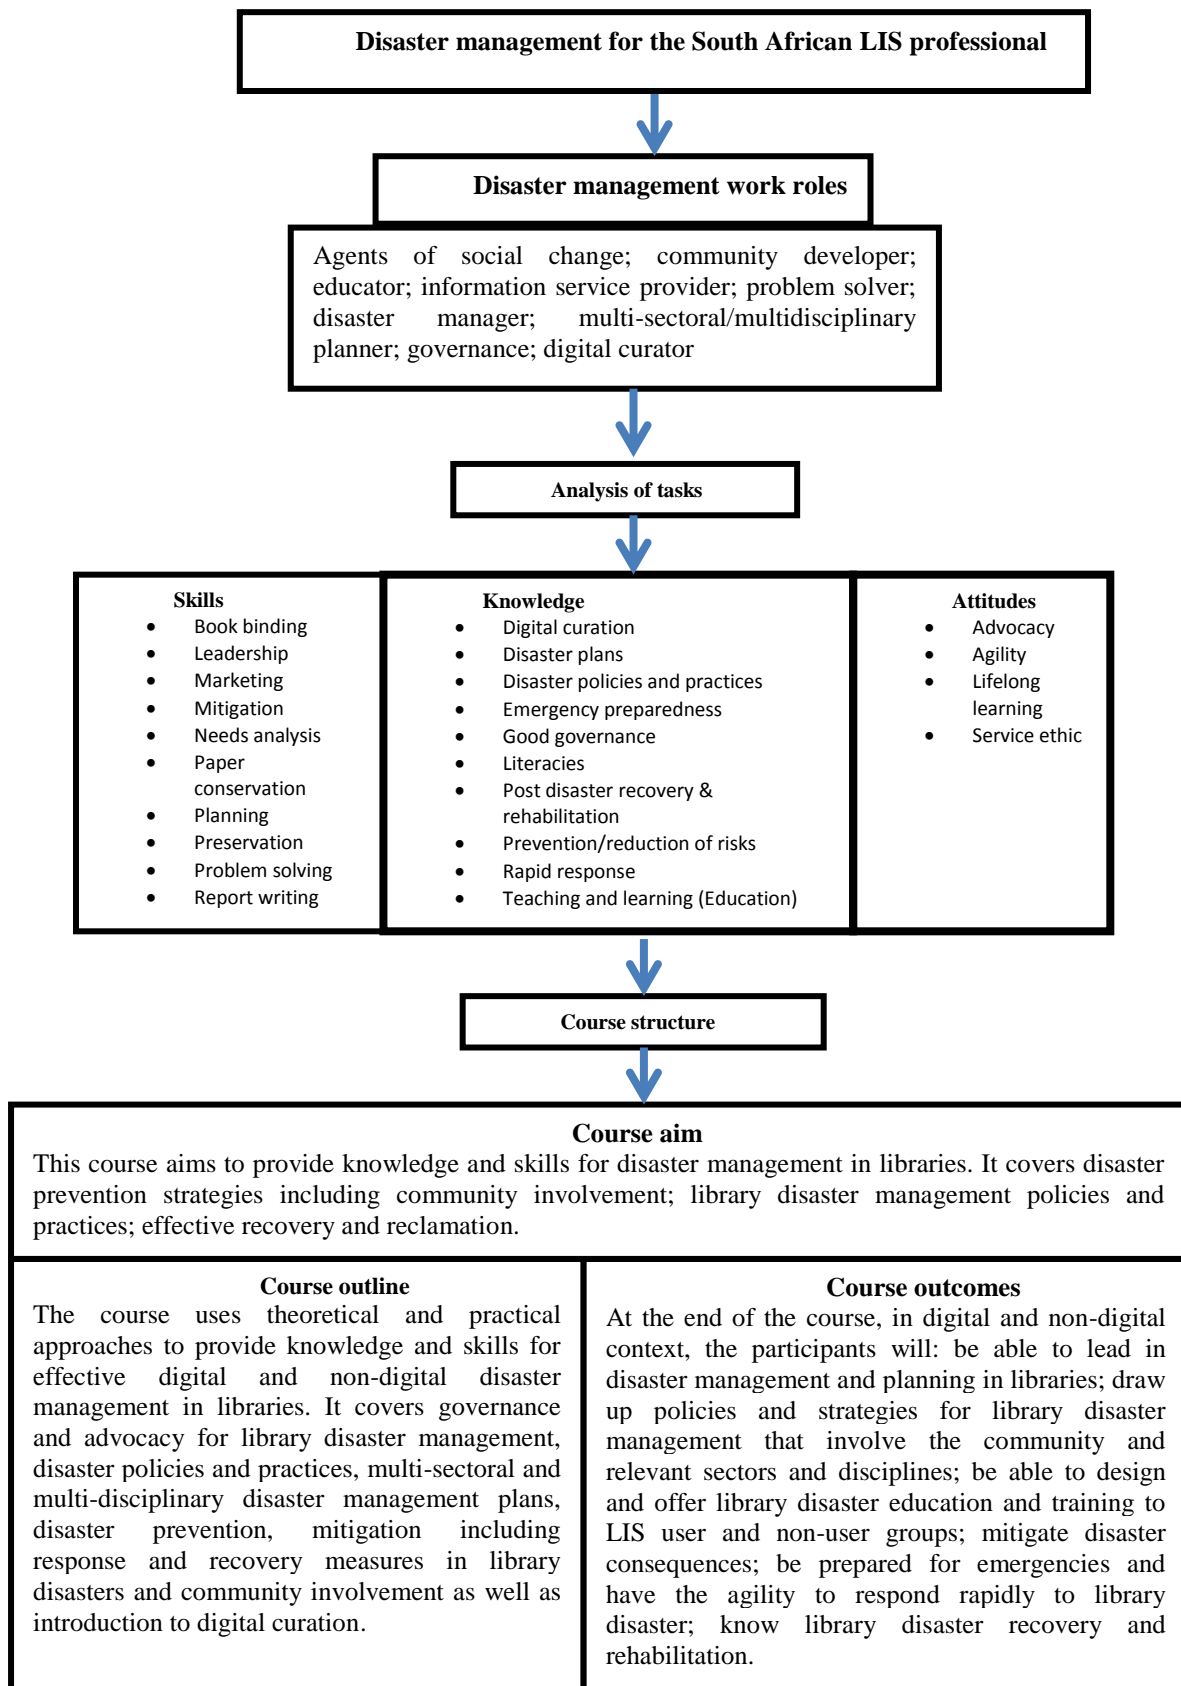 Disaster management for the South African LIS professional
Disaster management work roles
Agents of social change; community developer;
educator; information service provider; problem solver;
disaster manager; multi-sectoral/multidisciplinary
planner; governance; digital curator
Analysis of tasks
Skills
• Book binding
• Leadership
• Marketing
• Mitigation
• Needs analysis
• Paper
conservation
• Planning
• Preservation
• Problem solving
• Report writing
Knowledge
• Digital curation
• Disaster plans
• Disaster policies and practices
• Emergency preparedness
• Good governance
• Literacies
• Post disaster recovery &
rehabilitation
• Prevention/reduction of risks
• Rapid response
• Teaching and learning (Education)
Attitudes
• Advocacy
• Agility
• Lifelong
learning
• Service ethic
Course structure
Course aim
This course aims to provide knowledge and skills for disaster management in libraries. It covers disaster
prevention strategies including community involvement; library disaster management policies and
practices; effective recovery and reclamation.
Course outline
The course uses theoretical and practical
approaches to provide knowledge and skills for
effective digital and non-digital disaster
management in libraries. It covers governance
and advocacy for library disaster management,
disaster policies and practices, multi-sectoral and
multi-disciplinary disaster management plans,
disaster prevention, mitigation including
response and recovery measures in library
disasters and community involvement as well as
introduction to digital curation.
Course outcomes
At the end of the course, in digital and non-digital
context, the participants will: be able to lead in
disaster management and planning in libraries; draw
up policies and strategies for library disaster
management that involve the community and
relevant sectors and disciplines; be able to design
and offer library disaster education and training to
LIS user and non-user groups; mitigate disaster
consequences; be prepared for emergencies and
have the agility to respond rapidly to library
disaster; know library disaster recovery and
rehabilitation.